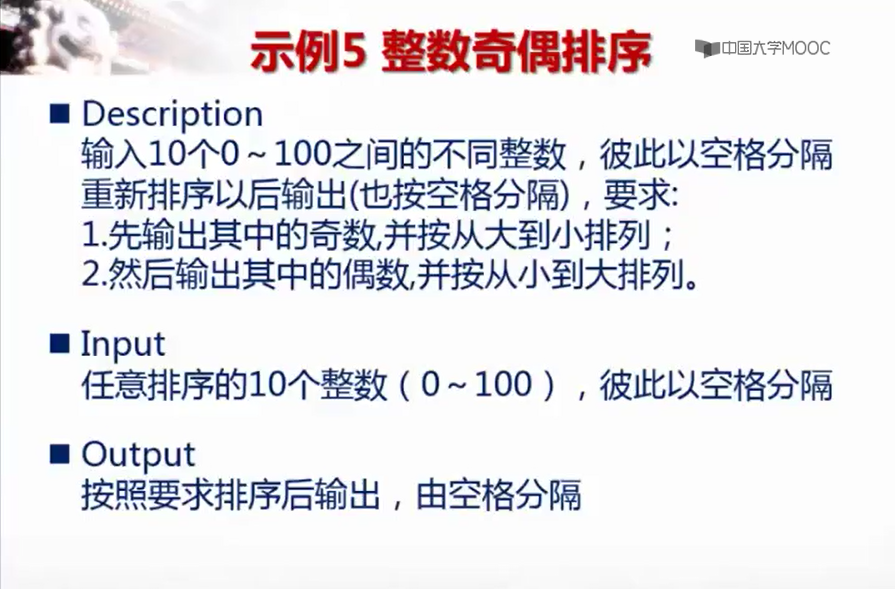 示例5 整数奇偶排序
中国大学MOOC
■ Description
输入10个0～100之间的不同整数，彼此以空格分隔
重新排序以后输出(也按空格分隔)，要求:
1.先输出其中的奇数,并按从大到小排列；
2.然后输出其中的偶数,并按从小到大排列。
■ Input
任意排序的10个整数（0～100），彼此以空格分隔
■ Output
按照要求排序后输出，由空格分隔